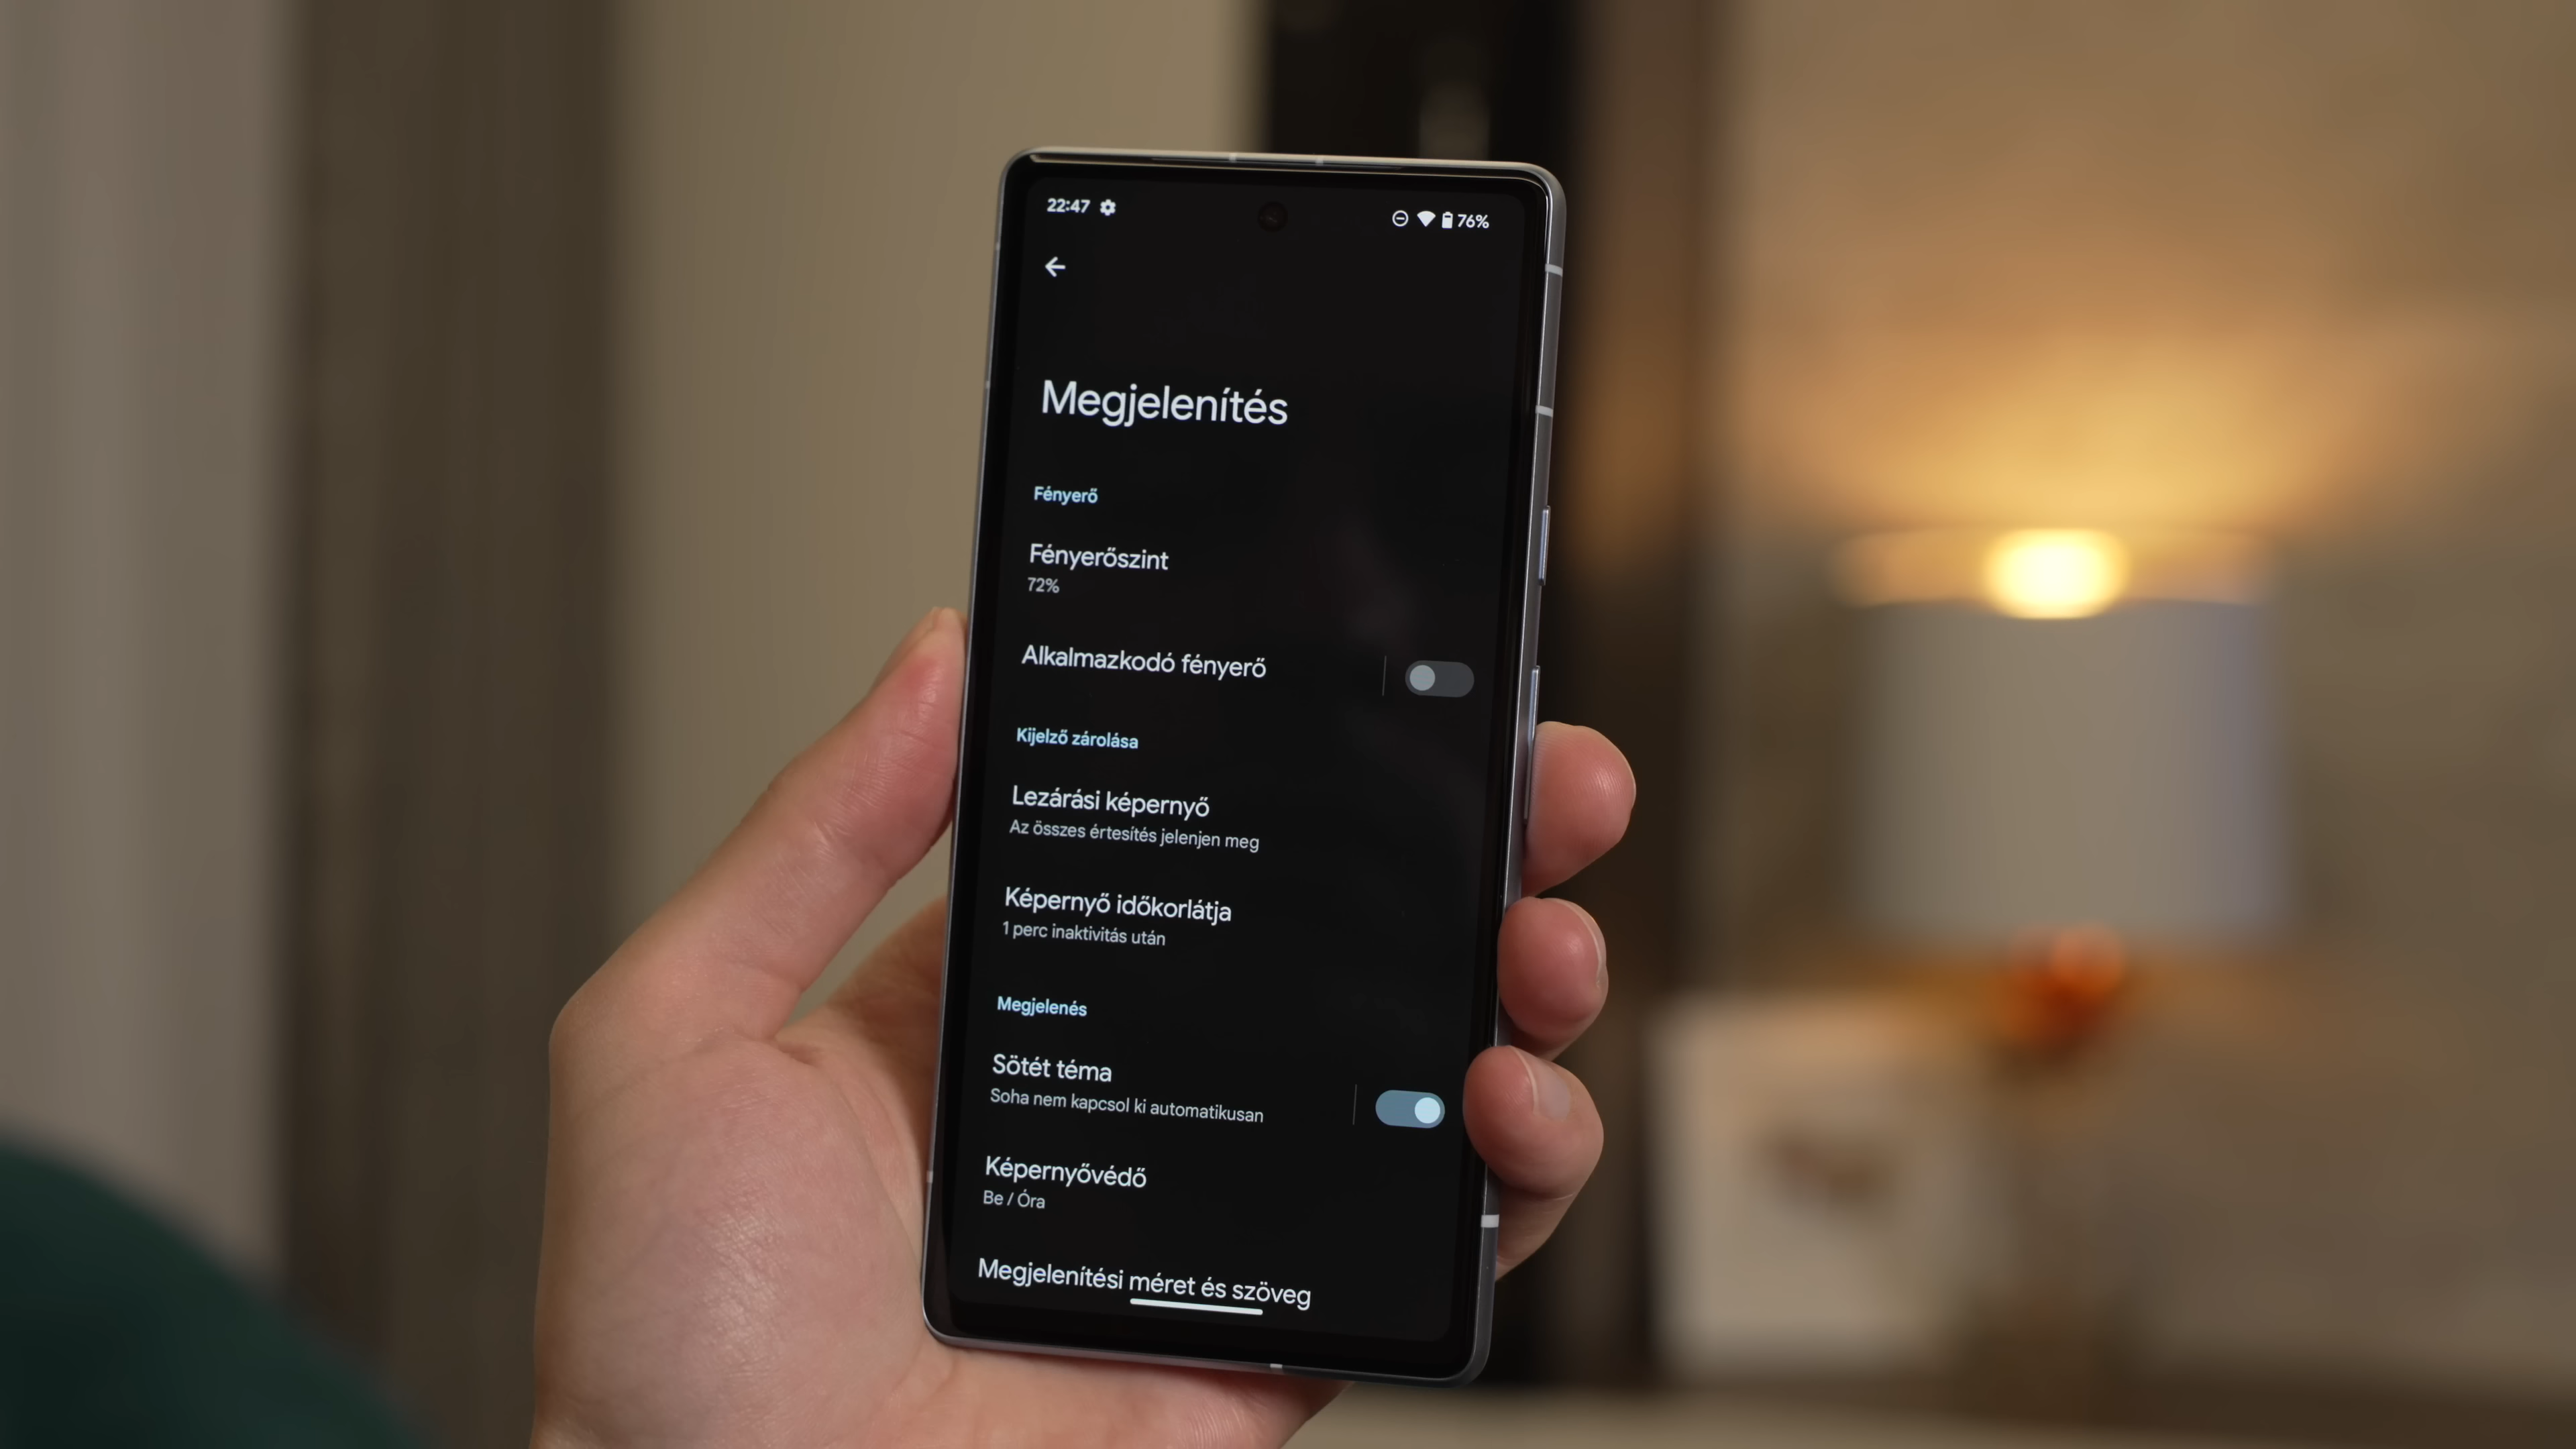 22:47
76%
Megjelenítés
Fényerő
Fényerőszint
72%
Alkalmazkodó fényerő
Kijelző zárolása
Lezárási képernyő
Az összes értesítés jelenjen meg
Képernyő időkorlátja
1 perc inaktivitás után
Megjelenés
Sötét téma
Soha nem kapcsol ki automatikusan
Képernyővédő
Be / Óra
Megjelenítési méret és szöveg